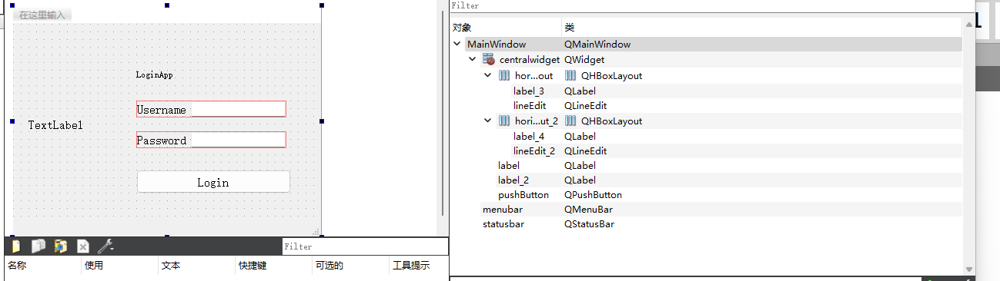 在这里输入
LoginApp
Username
TextLabel
Password
Login
Filter
名称 使用 文本 快捷键 可选的 工具提示
Filter
对象 类
MainWindow QMainWindow
centralwidget QWidget
hor...out QHBoxLayout
label_3 QLabel
lineEdit QLineEdit
hori...ut_2 QHBoxLayout
label_4 QLabel
lineEdit_2 QLineEdit
label QLabel
label_2 QLabel
pushButton QPushButton
menubar QMenuBar
statusbar QStatusBar